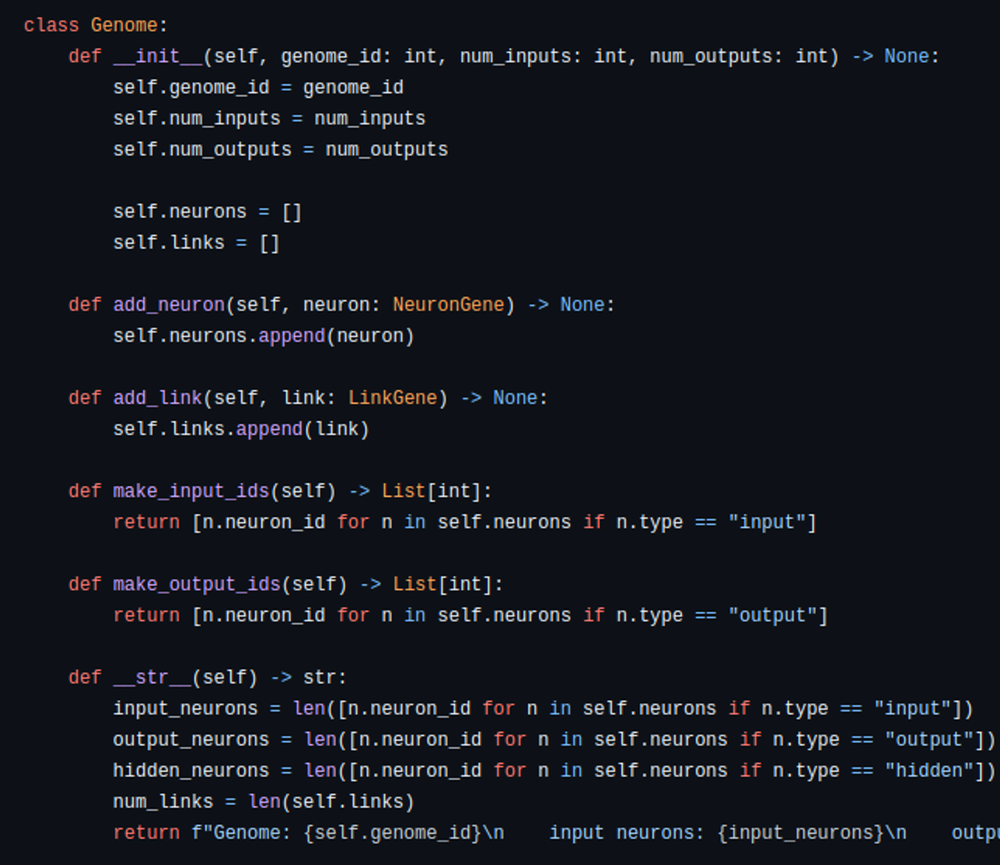 class Genome:
    def __init__(self, genome_id: int, num_inputs: int, num_outputs: int) -> None:
        self.genome_id = genome_id
        self.num_inputs = num_inputs
        self.num_outputs = num_outputs

        self.neurons = []
        self.links = []

    def add_neuron(self, neuron: NeuronGene) -> None:
        self.neurons.append(neuron)

    def add_link(self, link: LinkGene) -> None:
        self.links.append(link)

    def make_input_ids(self) -> List[int]:
        return [n.neuron_id for n in self.neurons if n.type == "input"]

    def make_output_ids(self) -> List[int]:
        return [n.neuron_id for n in self.neurons if n.type == "output"]

    def __str__(self) -> str:
        input_neurons = len([n.neuron_id for n in self.neurons if n.type == "input"])
        output_neurons = len([n.neuron_id for n in self.neurons if n.type == "output"])
        hidden_neurons = len([n.neuron_id for n in self.neurons if n.type == "hidden"])
        num_links = len(self.links)
        return f"Genome: {self.genome_id}\n    input neurons: {input_neurons}\n